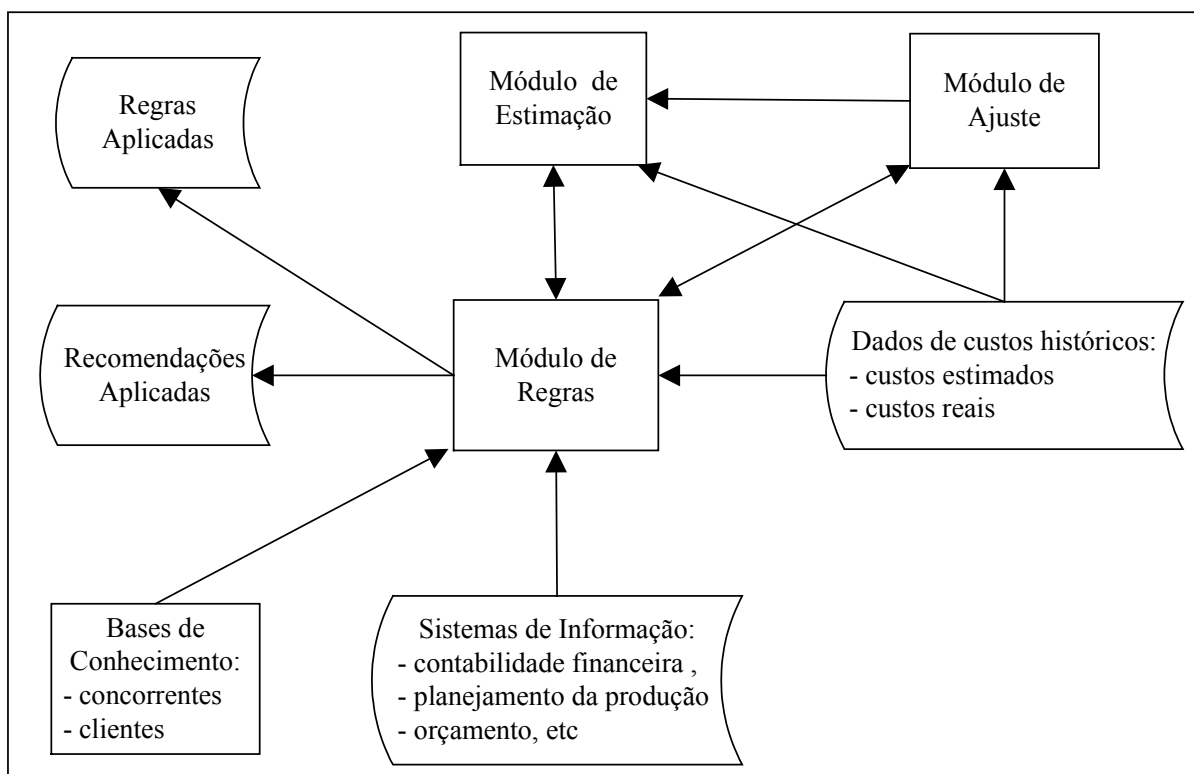 Regras
Aplicadas
Módulo de
Estimação
Módulo de
Ajuste
Recomendações
Aplicadas
Módulo de
Regras
Dados de custos históricos:
- custos estimados
- custos reais
Bases de
Conhecimento:
- concorrentes
- clientes
Sistemas de Informação:
- contabilidade financeira ,
- planejamento da produção
- orçamento, etc